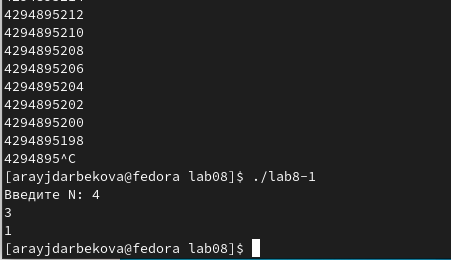 4294895212
4294895210
4294895208
4294895206
4294895204
4294895202
4294895200
4294895198
4294895^C
[arayjdarbekova@fedora lab08]$ ./lab8-1
Введите N: 4
3
1
[arayjdarbekova@fedora lab08]$